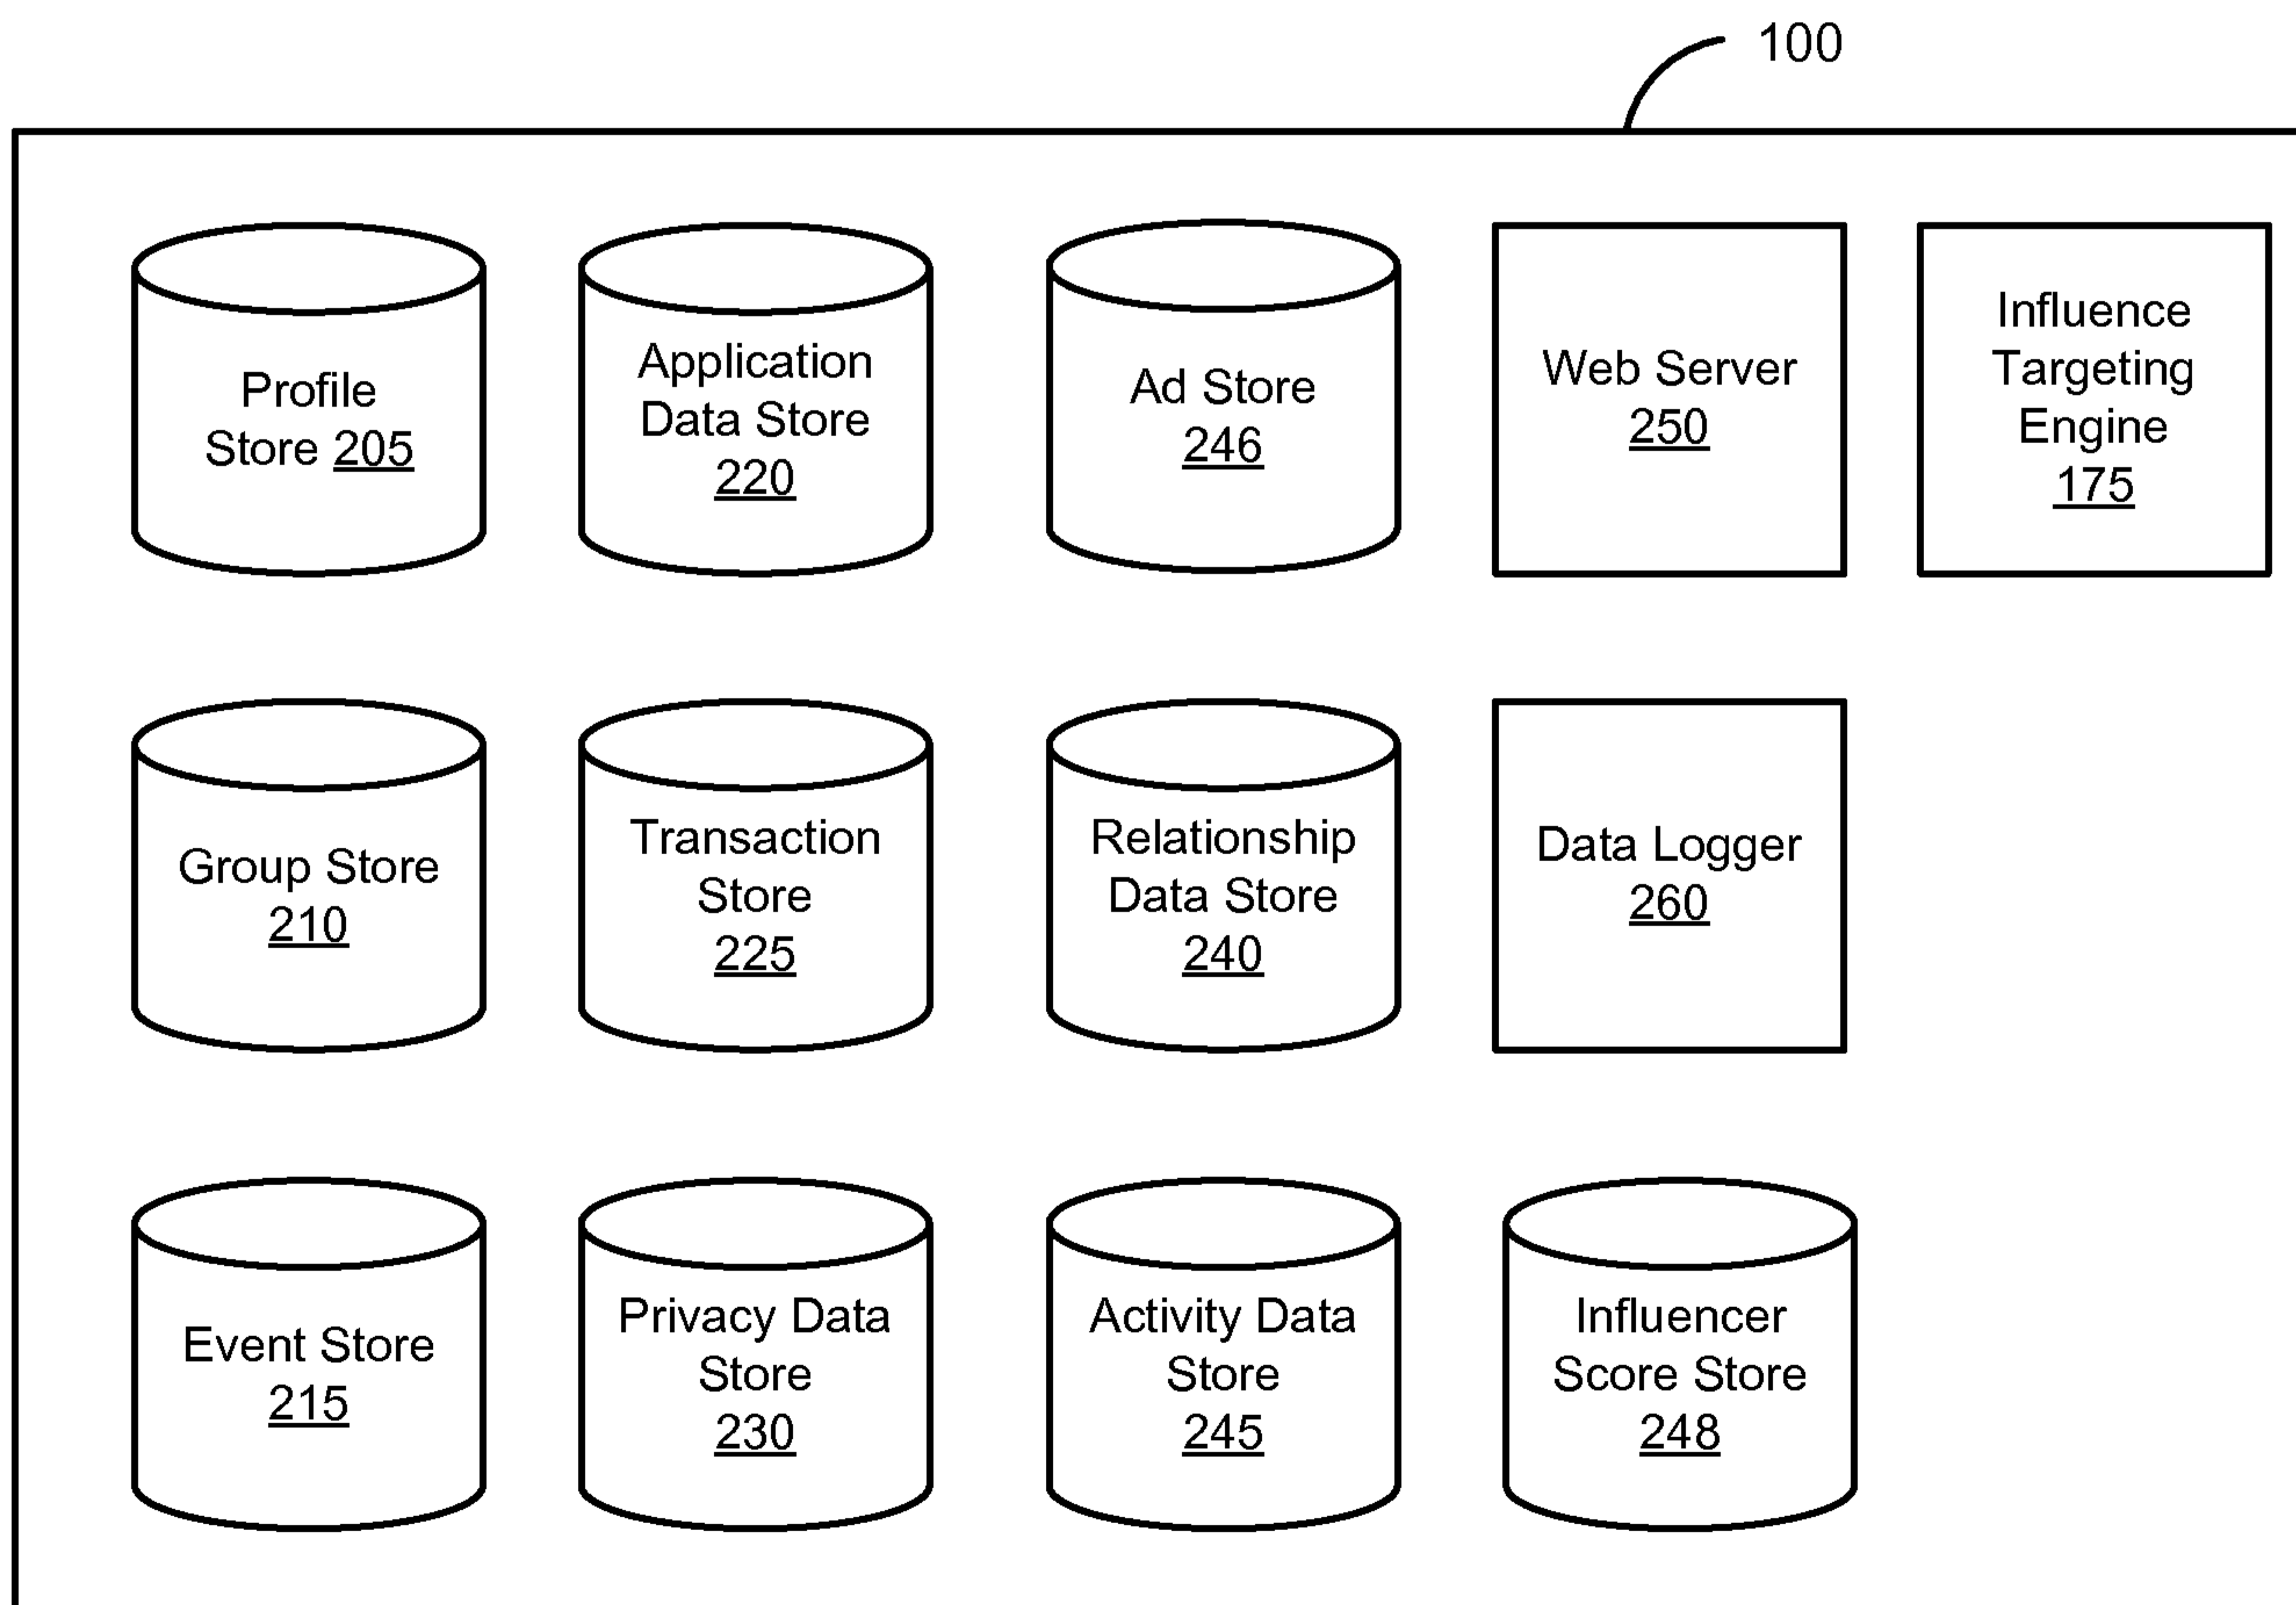 100
Profile
Store 205
Application
Data Store
220
Ad Store
246
Web Server
250
Influence
Targeting
Engine
175
Group Store
210
Transaction
Store
225
Relationship
Data Store
240
Data Logger
260
Event Store
215
Privacy Data
Store
230
Activity Data
Store
245
Influencer
Score Store
248